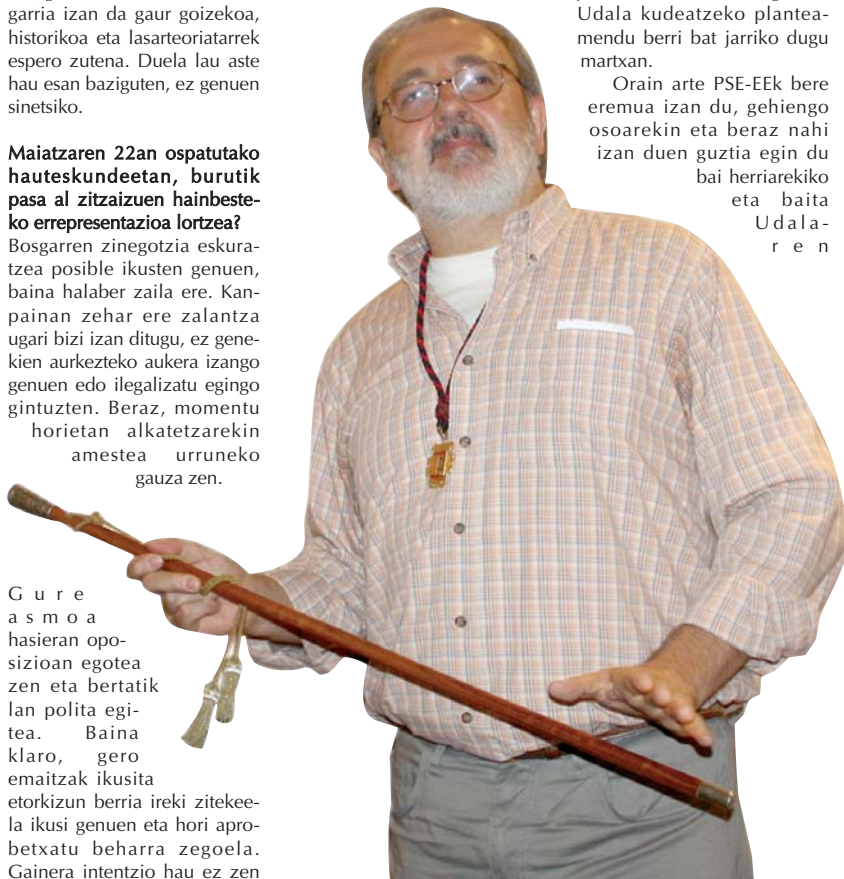 garria izan da gaur goizekoa,
historikoa eta lasarteoriatarrek
espero zutena. Duela lau aste
hau esan baziguten, ez genuen
sinetsiko.
Maiatzaren 22an ospatutako
hauteskundeetan, burutik
pasa al zitzaizuen hainbeste-
ko errepresentazioa lortzea?
Bosgarren zinegotzia eskura-
tzea posible ikusten genuen,
baina halaber zaila ere. Kan-
painan zehar ere zalantza
ugari bizi izan ditugu, ez gene-
kien aurkezteko aukera izango
genuen edo ilegalizatu egingo
gintuzten. Beraz, momentu
horietan alkatetzarekin
amestea urruneko
gauza zen.
Gure
asmoa
hasieran opo-
sizioan egotea
zen eta bertatik
lan polita egi-
tea. Baina
klaro, gero
emaitzak ikusita
etorkizun berria ireki zitekee-
la ikusi genuen eta hori apro-
betxatu beharra zegoela.
Gainera intentzio hau ez zen
Udala kudeatzeko plantea-
mendu berri bat jarriko dugu
martxan.
Orain arte PSE-EEk bere
eremua izan du, gehiengo
osoarekin eta beraz nahi
izan duen guztia egin du
bai herriarekiko
eta baita
Udala-
ren